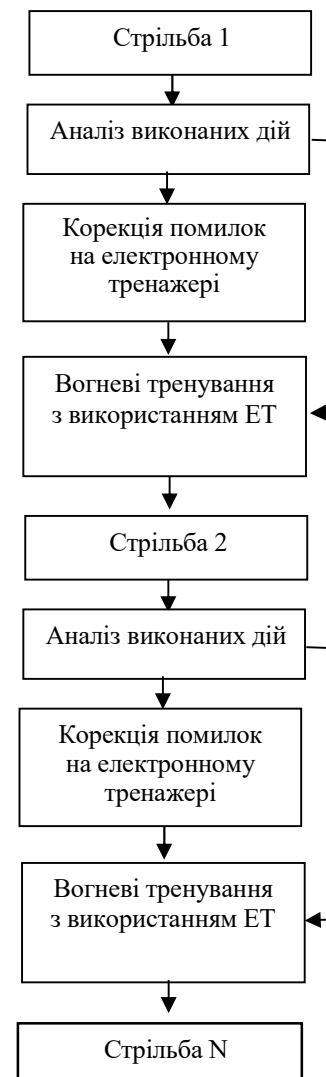 Стрільба 1
Аналіз виконаних дій
Корекція помилок
на електронному
тренажері
Вогневі тренування
з використанням ЕТ
Стрільба 2
Аналіз виконаних дій
Корекція помилок
на електронному
тренажері
Вогневі тренування
з використанням ЕТ
Стрільба N